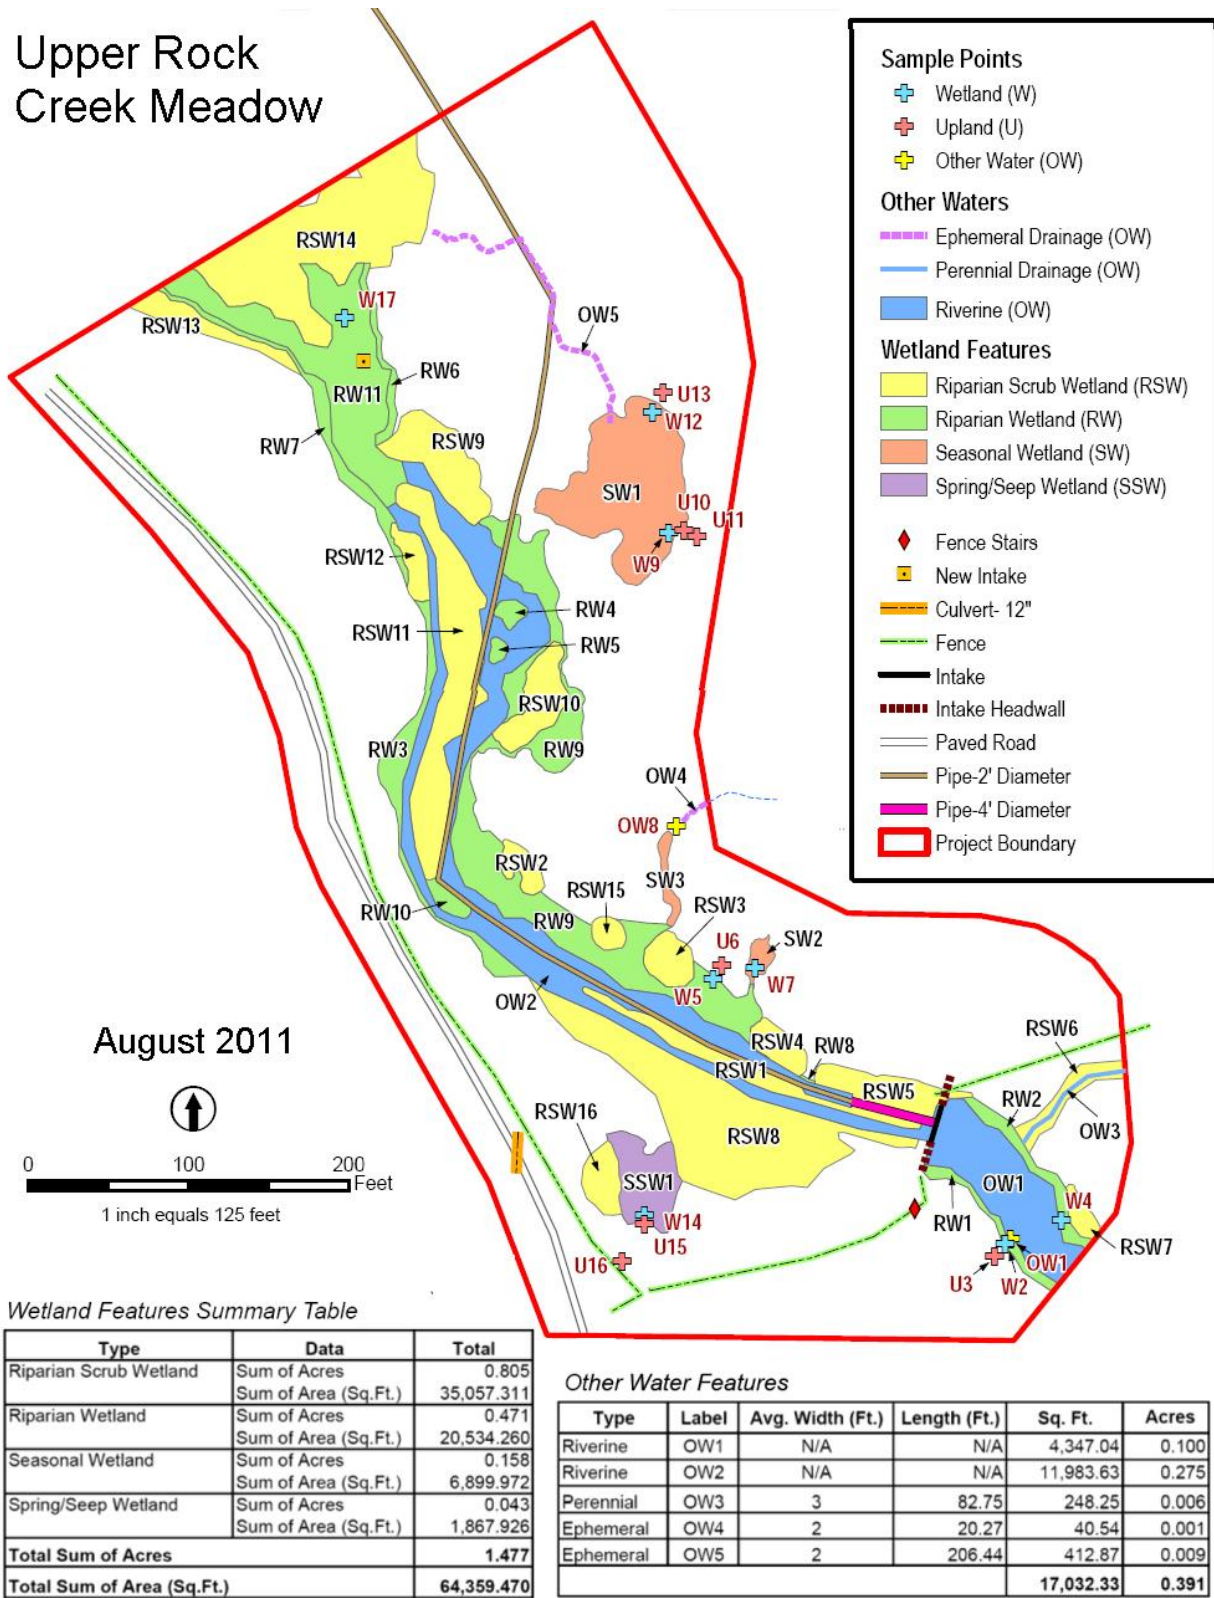 Upper Rock
Creek Meadow
Sample Points
Wetland (W)
Upland (U)
Other Water (OW)
Other Waters
Ephemeral Drainage (OW)
Perennial Drainage (OW)
Riverine (OW)
Wetland Features
Riparian Scrub Wetland (RSW)
Riparian Wetland (RW)
Seasonal Wetland (SW)
Spring/Seep Wetland (SSW)
Fence Stairs
New Intake
Culvert- 12"
Fence
Intake
Intake Headwall
Paved Road
Pipe-2' Diameter
Pipe-4' Diameter
Project Boundary
RSW14
W17
RSW13
OW5
RW6
RW11
U13
W12
RW7
RSW9
SW1
U10
U11
RSW12
W9
RW4
RSW11
RW5
RSW10
RW3
RW9
OW4
OW8
RSW2
SW3
RSW15
RSW3
RW10
RW9
U6
SW2
W5
W7
OW2
RSW6
RSW4
RW8
RSW1
RSW5
RW2
RSW16
OW3
RSW8
SSW1
OW1
W4
W14
RW1
U15
RSW7
U16
U3
W2
OW1
August 2011
0 100 200
Feet
1 inch equals 125 feet
Wetland Features Summary Table
Type Data Total
Riparian Scrub Wetland Sum of Acres 0.805
Sum of Area (Sq.Ft.) 35,057.311
Riparian Wetland Sum of Acres 0.471
Sum of Area (Sq.Ft.) 20,534.260
Seasonal Wetland Sum of Acres 0.158
Sum of Area (Sq.Ft.) 6,899.972
Spring/Seep Wetland Sum of Acres 0.043
Sum of Area (Sq.Ft.) 1,867.926
Total Sum of Acres 1.477
Total Sum of Area (Sq.Ft.) 64,359.470
Other Water Features
Type Label Avg. Width (Ft.) Length (Ft.) Sq. Ft. Acres
Riverine OW1 N/A N/A 4,347.04 0.100
Riverine OW2 N/A N/A 11,983.63 0.275
Perennial OW3 3 82.75 248.25 0.006
Ephemeral OW4 2 20.27 40.54 0.001
Ephemeral OW5 2 206.44 412.87 0.009
17,032.33 0.391